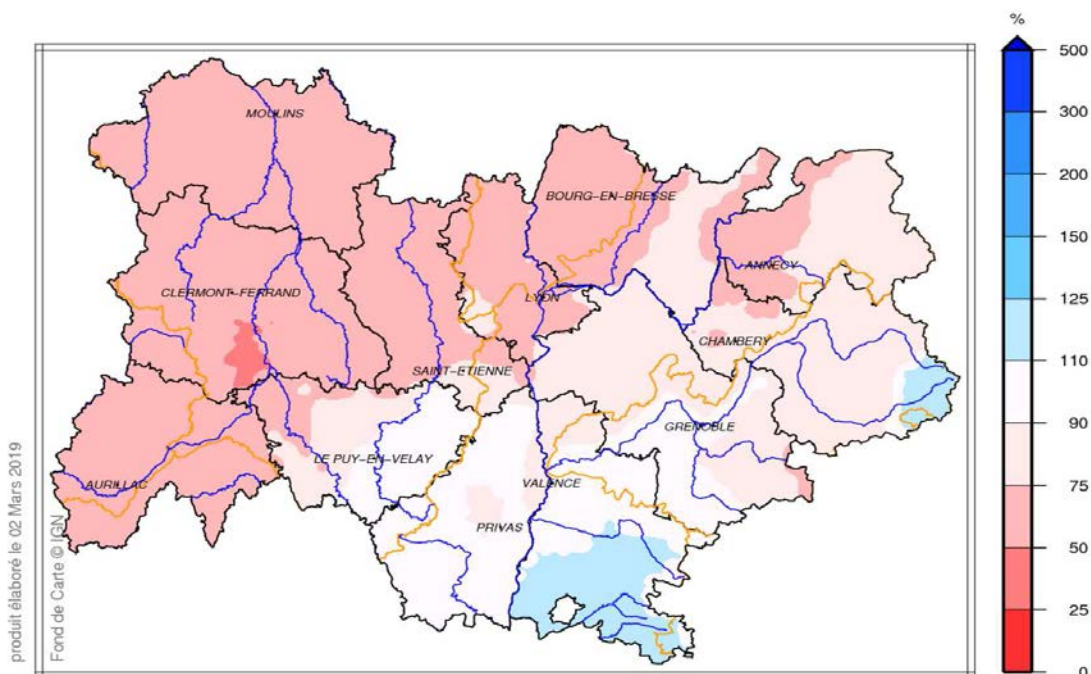 %
500
300
200
150
125
110
90
75
50
25
0
MOULINS
BOURG-EN-BRESSE
CLERMONT-FERRAND
ANNECY
LYON
CHAMBERY
SAINT-ETIENNE
GRENOBLE
LE PUY-EN-VELAY
AURILLAC
VALENCE
PRIVAS
produit élaboré le 02 Mars 2019
Fond de Carte © IGN